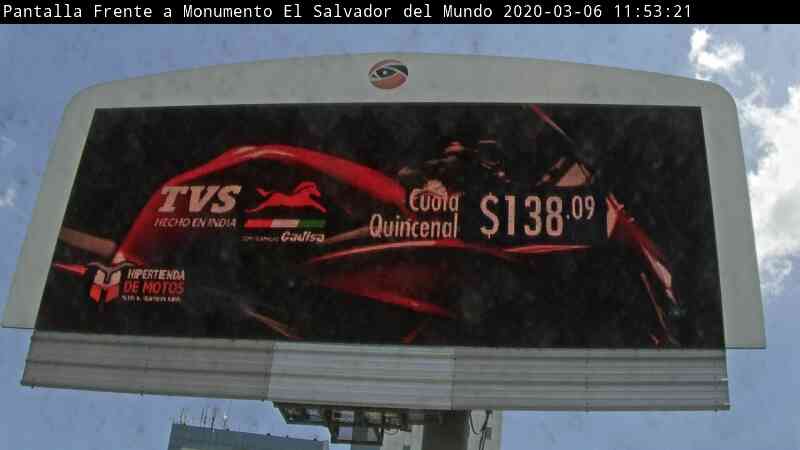 Pantalla Frente a Monumento El Salvador del Mundo 2020-03-06 11:53:21
TVS
HECHO EN INDIA
Gadisa
Cuota
Quincenal
$138.09
HIPERTIENDA
DE MOTOS